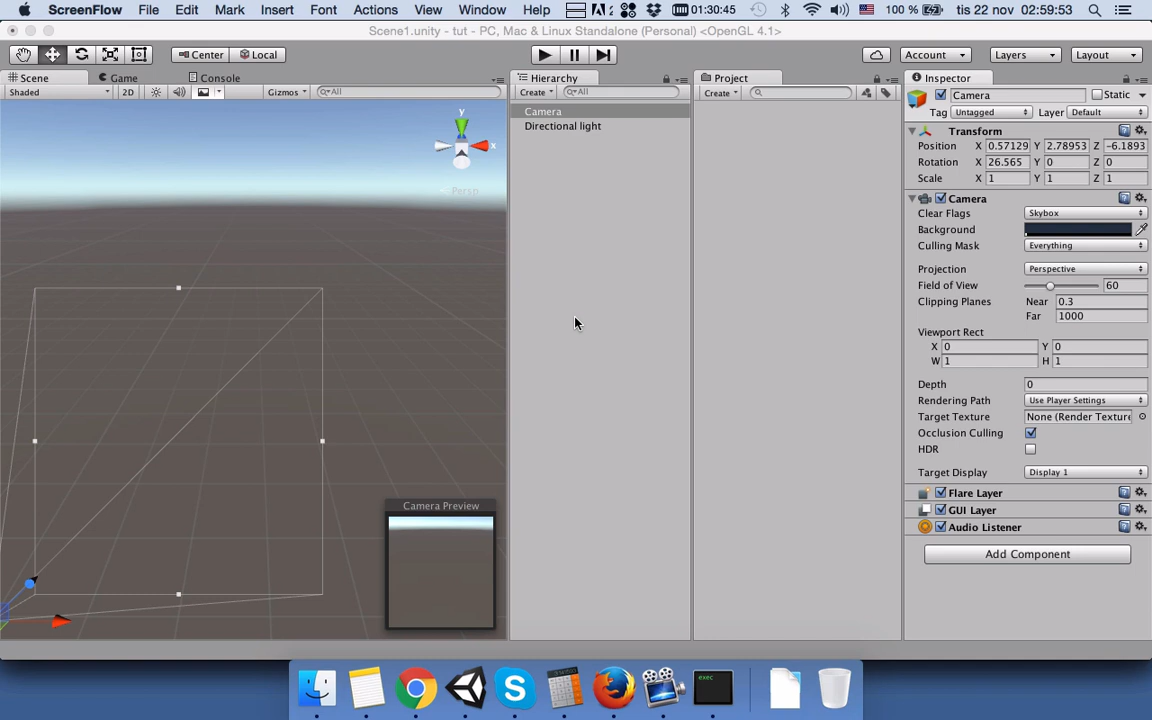 ScreenFlow File Edit Mark Insert Font Actions View Window Help 01:30:45 100 % tis 22 nov 02:59:53
Scene1.unity - tut - PC, Mac & Linux Standalone (Personal) <OpenGL 4.1>
Center Local Account Layers Layout
Scene Game Console Hierarchy Project Inspector
Shaded 2D Gizmos All Create All Create Camera Static
Tag Untagged Layer Default
Camera
Directional light
y
x
Persp
Transform
Position X 0.57129 Y 2.78953 Z -6.1893
Rotation X 26.565 Y 0 Z 0
Scale X 1 Y 1 Z 1
Camera
Clear Flags Skybox
Background
Culling Mask Everything
Projection Perspective
Field of View 60
Clipping Planes Near 0.3
Far 1000
Viewport Rect
X 0 Y 0
W 1 H 1
Depth 0
Rendering Path Use Player Settings
Target Texture None (Render Texture
Occlusion Culling
HDR
Target Display Display 1
Flare Layer
GUI Layer
Audio Listener
Add Component
Camera Preview
exec